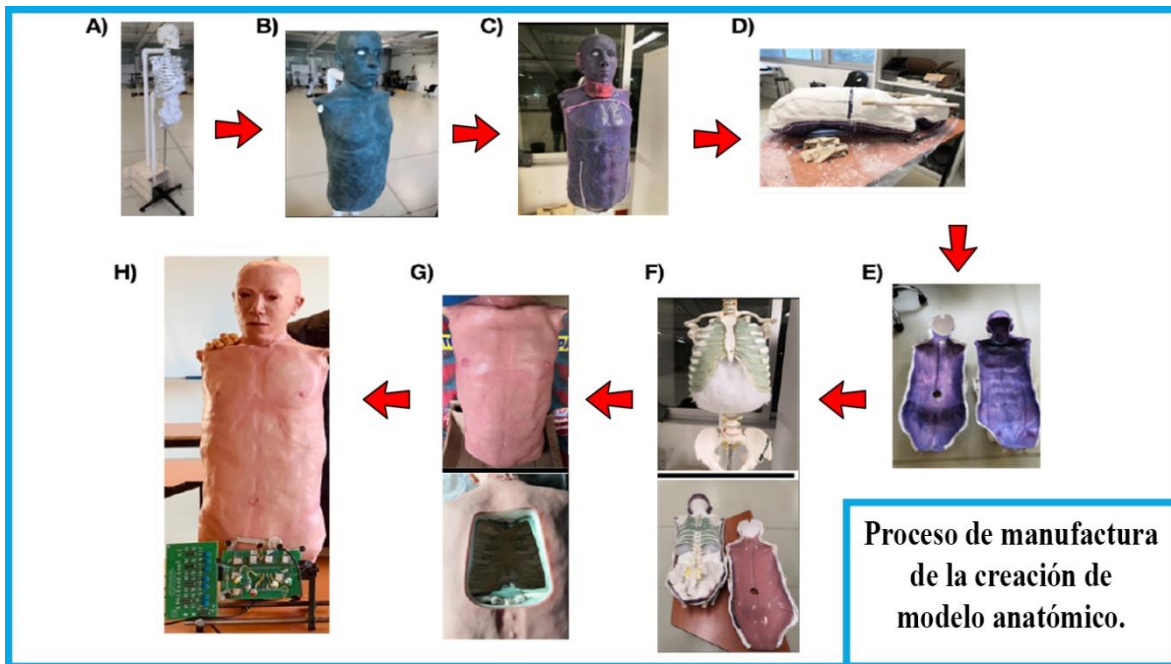 A)
B)
C)
D)
H)
G)
F)
E)
Proceso de manufactura
de la creación de
modelo anatómico.